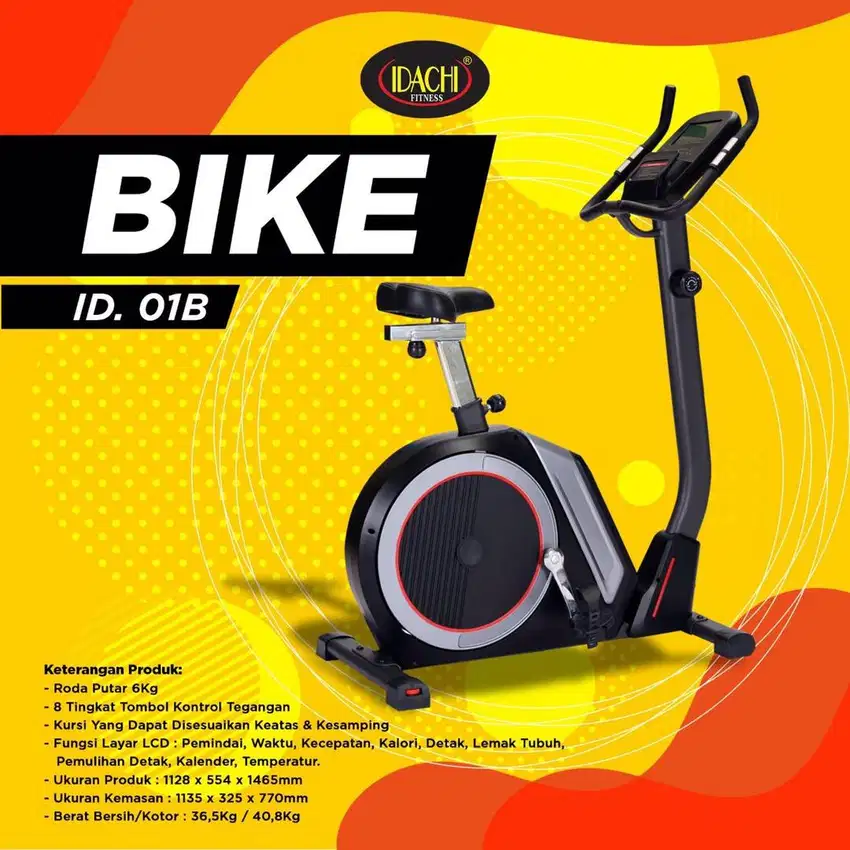 IDACHI®
FITNESS
BIKE
ID. 01B
Keterangan Produk:
- Roda Putar 6Kg
- 8 Tingkat Tombol Kontrol Tegangan
- Kursi Yang Dapat Disesuaikan Keatas & Kesamping
- Fungsi Layar LCD : Pemindai, Waktu, Kecepatan, Kalori, Detak, Lemak Tubuh,
Pemulihan Detak, Kalender, Temperatur.
- Ukuran Produk : 1128 x 554 x 1465mm
- Ukuran Kemasan : 1135 x 325 x 770mm
- Berat Bersih/Kotor : 36,5Kg / 40,8Kg